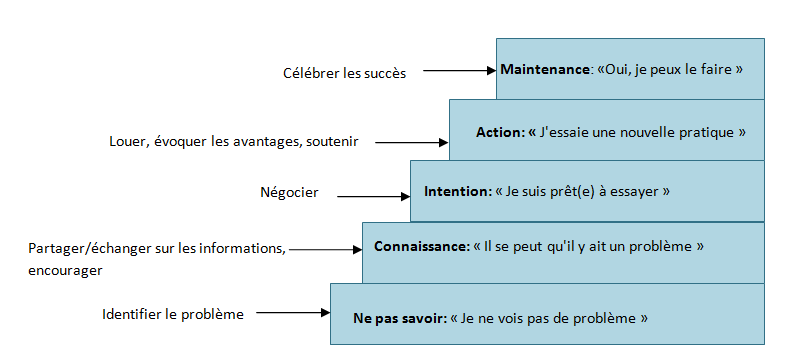 Célébrer les succès
Maintenance: «Oui, je peux le faire »
Louer, évoquer les avantages, soutenir
Action: « J'essaie une nouvelle pratique »
Négocier
Intention: « Je suis prêt(e) à essayer »
Partager/échanger sur les informations,
encourager
Connaissance: « Il se peut qu'il y ait un problème »
Identifier le problème
Ne pas savoir: « Je ne vois pas de problème »